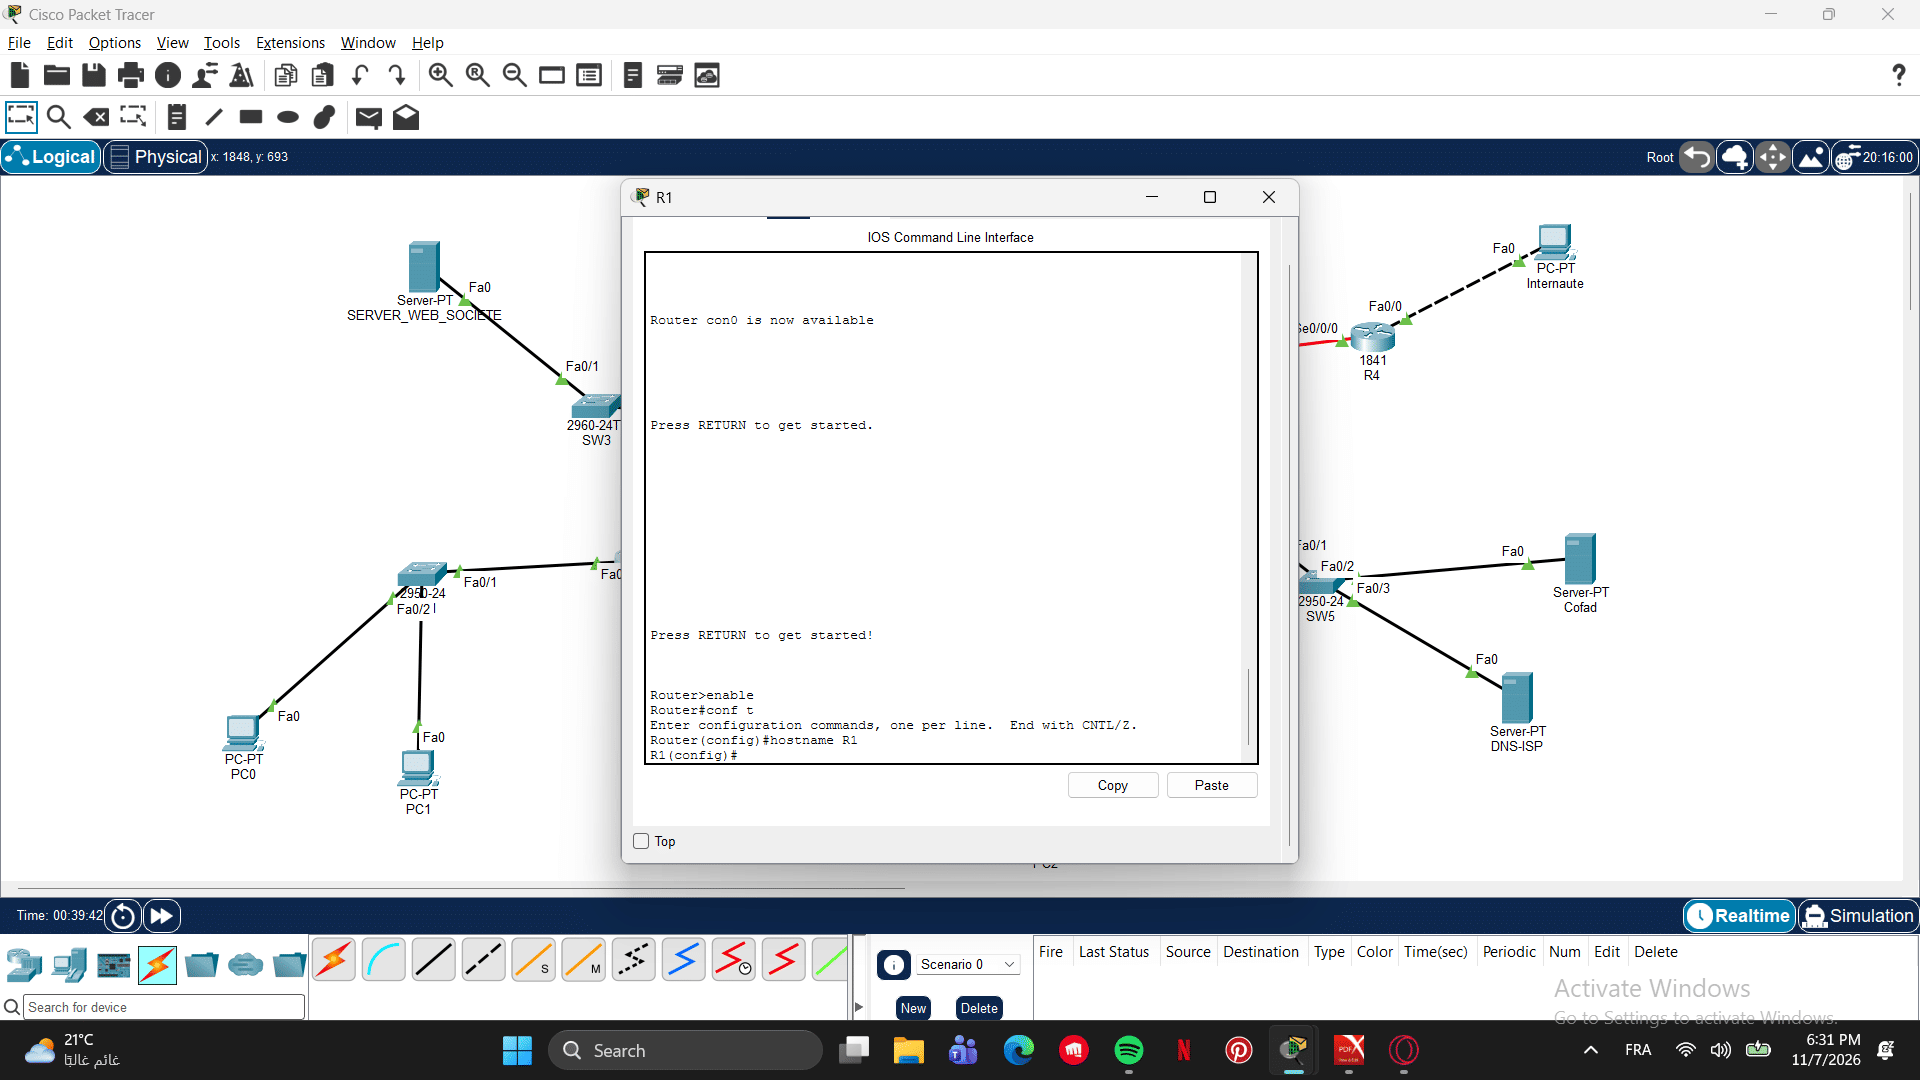 Cisco Packet Tracer
File Edit Options View Tools Extensions Window Help
Logical Physical x: 1848, y: 693
Root 20:16:00
R1
IOS Command Line Interface
Router con0 is now available
Press RETURN to get started.
Press RETURN to get started!
Router>enable
Router#conf t
Enter configuration commands, one per line.  End with CNTL/Z.
Router(config)#hostname R1
R1(config)#
Copy Paste
Top
Fa0
Server-PT
SERVER_WEB_SOCIETE
Fa0/1
2960-24T
SW3
Fa0/1
2950-24
Fa0/2
Fa0
PC-PT
PC0
Fa0
PC-PT
PC1
Fa0
PC-PT
Internaute
Fa0/0
Se0/0/0
1841
R4
Fa0/1
Fa0/2
Fa0/3
2950-24
SW5
Fa0
Server-PT
Cofad
Fa0
Server-PT
DNS-ISP
Time: 00:39:42
Realtime Simulation
S M
Search for device
Scenario 0
New Delete
Fire Last Status Source Destination Type Color Time(sec) Periodic Num Edit Delete
Activate Windows
Go to Settings to activate Windows.
21°C
غائم غالبًا
Search
FRA
6:31 PM
11/7/2026